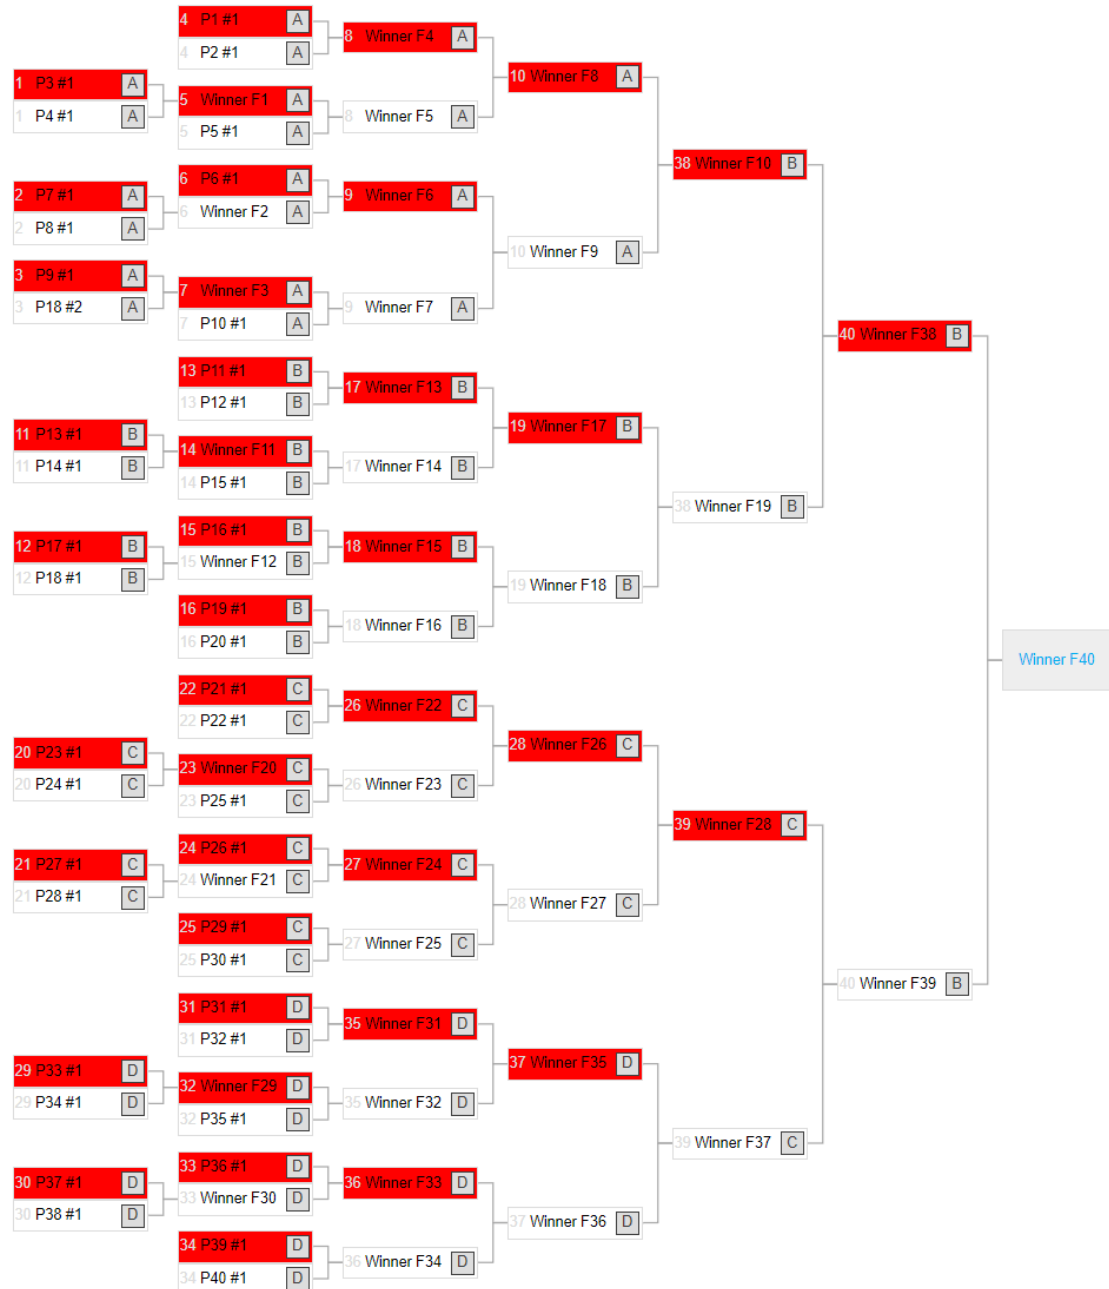 4 P1 #1 A
4 P2 #1 A
8 Winner F4 A
10 Winner F8 A
1 P3 #1 A
1 P4 #1 A
5 Winner F1 A
5 P5 #1 A
8 Winner F5 A
38 Winner F10 B
6 P6 #1 A
6 Winner F2 A
2 P7 #1 A
2 P8 #1 A
9 Winner F6 A
10 Winner F9 A
3 P9 #1 A
3 P18 #2 A
7 Winner F3 A
7 P10 #1 A
9 Winner F7 A
40 Winner F38 B
13 P11 #1 B
13 P12 #1 B
17 Winner F13 B
19 Winner F17 B
11 P13 #1 B
11 P14 #1 B
14 Winner F11 B
14 P15 #1 B
17 Winner F14 B
38 Winner F19 B
15 P16 #1 B
15 Winner F12 B
12 P17 #1 B
12 P18 #1 B
18 Winner F15 B
19 Winner F18 B
16 P19 #1 B
16 P20 #1 B
18 Winner F16 B
Winner F40
22 P21 #1 C
22 P22 #1 C
26 Winner F22 C
28 Winner F26 C
20 P23 #1 C
20 P24 #1 C
23 Winner F20 C
23 P25 #1 C
26 Winner F23 C
39 Winner F28 C
24 P26 #1 C
24 Winner F21 C
21 P27 #1 C
21 P28 #1 C
27 Winner F24 C
28 Winner F27 C
25 P29 #1 C
25 P30 #1 C
27 Winner F25 C
40 Winner F39 B
31 P31 #1 D
31 P32 #1 D
35 Winner F31 D
37 Winner F35 D
29 P33 #1 D
29 P34 #1 D
32 Winner F29 D
32 P35 #1 D
35 Winner F32 D
39 Winner F37 C
33 P36 #1 D
33 Winner F30 D
30 P37 #1 D
30 P38 #1 D
36 Winner F33 D
37 Winner F36 D
34 P39 #1 D
34 P40 #1 D
36 Winner F34 D